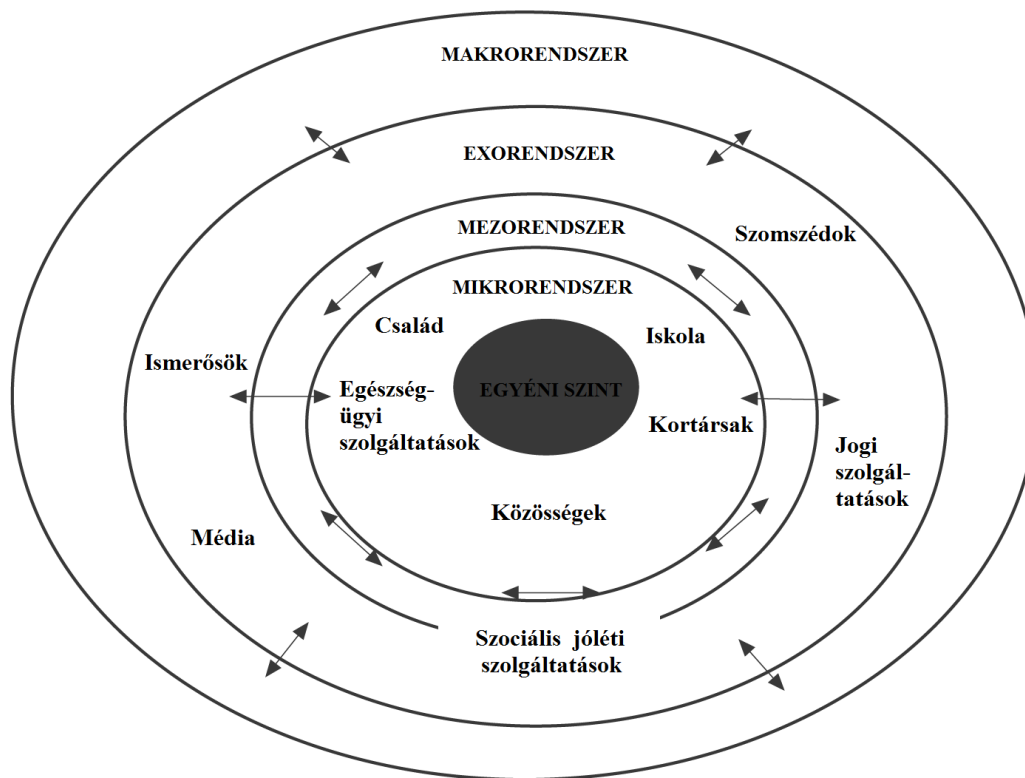 MAKRORENDSZER
EXORENDSZER
MEZORENDSZER
Szomszédok
MIKRORENDSZER
Család
Iskola
Ismerősök
Egészség-
ügyi
szolgáltatások
EGYÉNI SZINT
Kortársak
Jogi
szolgál-
tatások
Közösségek
Média
Szociális jóléti
szolgáltatások